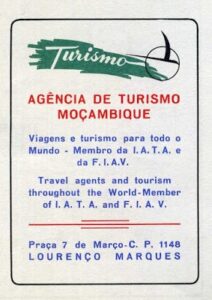 Turismo
AGÊNCIA DE TURISMO
MOÇAMBIQUE
Viagens e turismo para todo o
Mundo - Membro da I. A. T. A. e
da F. I. A. V.
Travel agents and tourism
throughout the World-Member
of I. A. T. A. and F. I. A. V.
Praça 7 de Março - C. P. 1148
LOURENÇO MARQUES